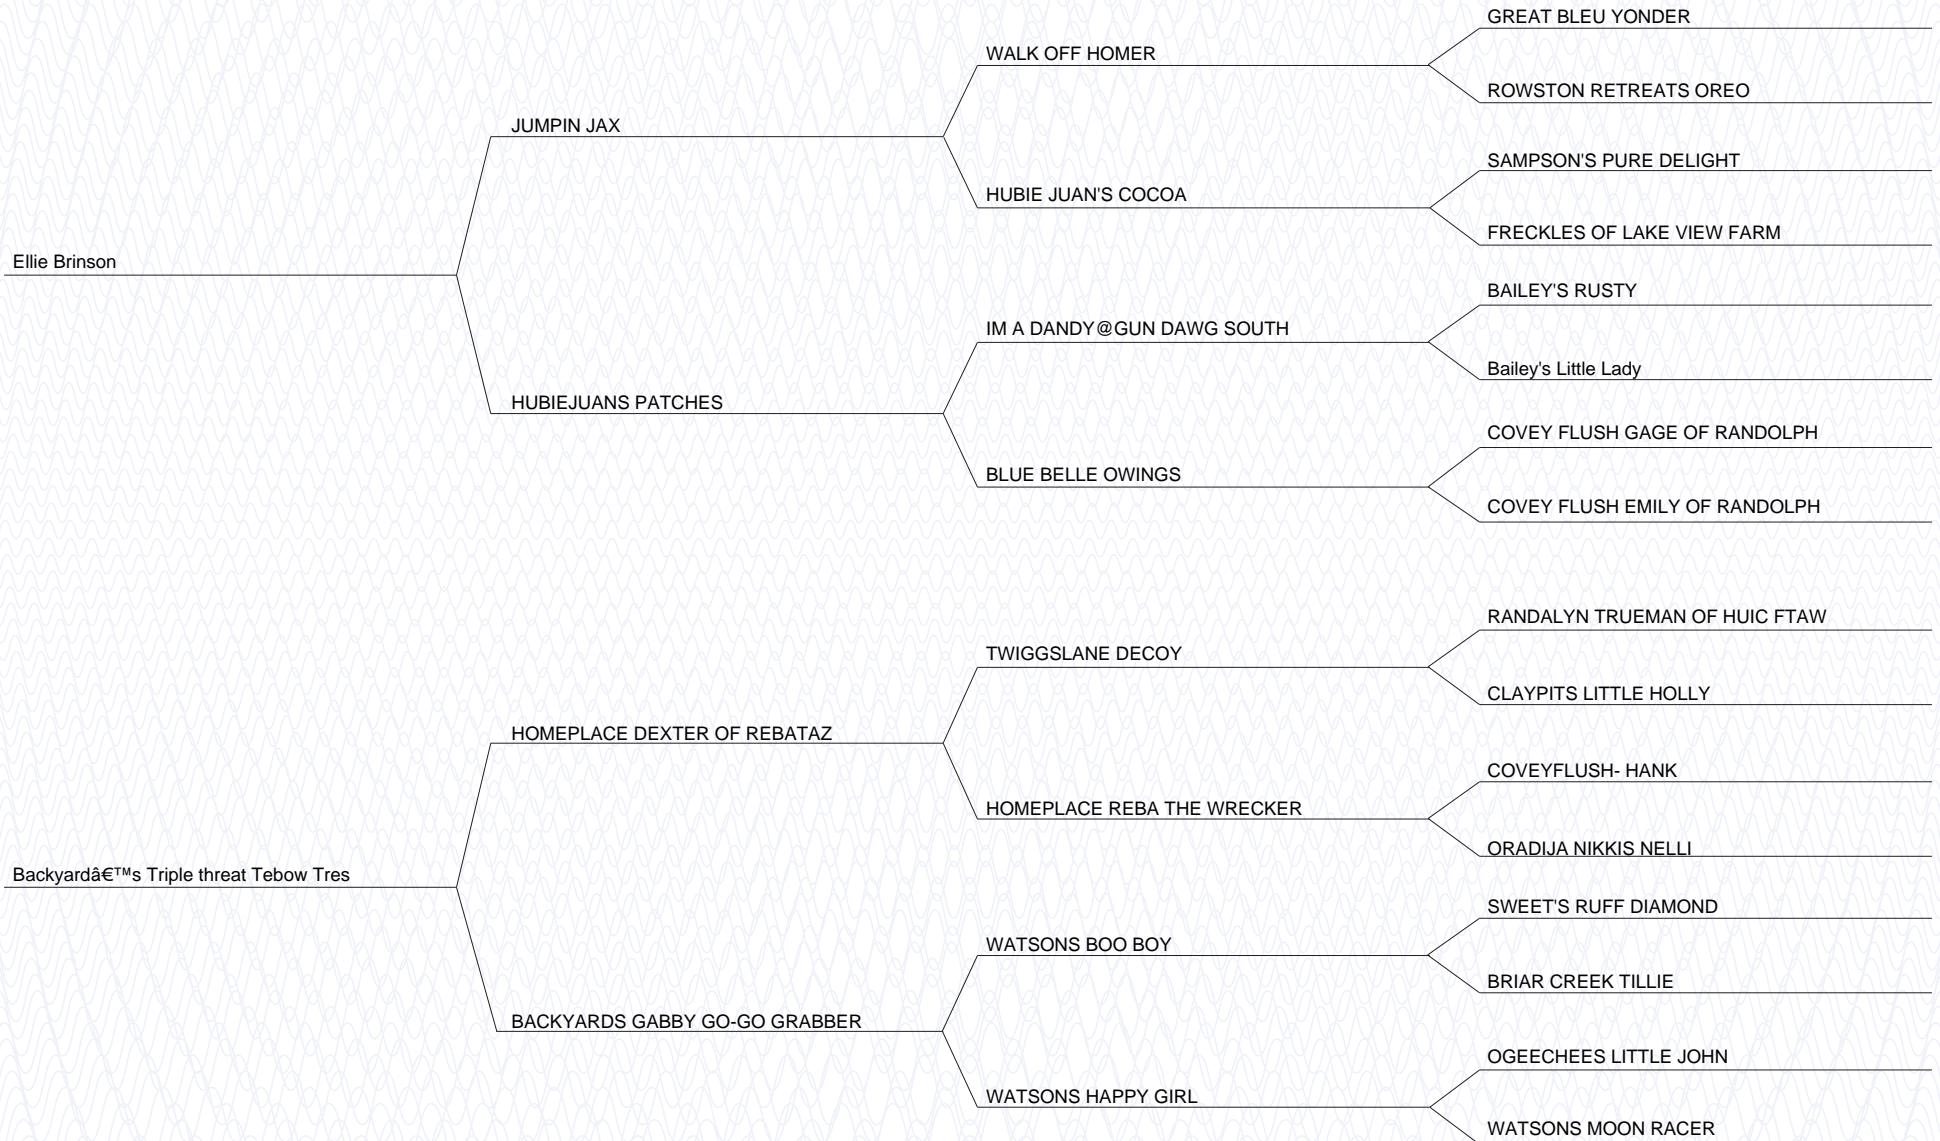 GREAT BLEU YONDER
WALK OFF HOMER
ROWSTON RETREATS OREO
JUMPIN JAX
SAMPSON'S PURE DELIGHT
HUBIE JUAN'S COCOA
FRECKLES OF LAKE VIEW FARM
Ellie Brinson
BAILEY'S RUSTY
IM A DANDY@GUN DAWG SOUTH
Bailey's Little Lady
HUBIEJUANS PATCHES
COVEY FLUSH GAGE OF RANDOLPH
BLUE BELLE OWINGS
COVEY FLUSH EMILY OF RANDOLPH
RANDALYN TRUEMAN OF HUIC FTAW
TWIGGSLANE DECOY
CLAYPITS LITTLE HOLLY
HOMEPLACE DEXTER OF REBATAZ
COVEYFLUSH- HANK
HOMEPLACE REBA THE WRECKER
ORADIJA NIKKIS NELLI
Backyardâ€™s Triple threat Tebow Tres
SWEET'S RUFF DIAMOND
WATSONS BOO BOY
BRIAR CREEK TILLIE
BACKYARDS GABBY GO-GO GRABBER
OGEECHEES LITTLE JOHN
WATSONS HAPPY GIRL
WATSONS MOON RACER